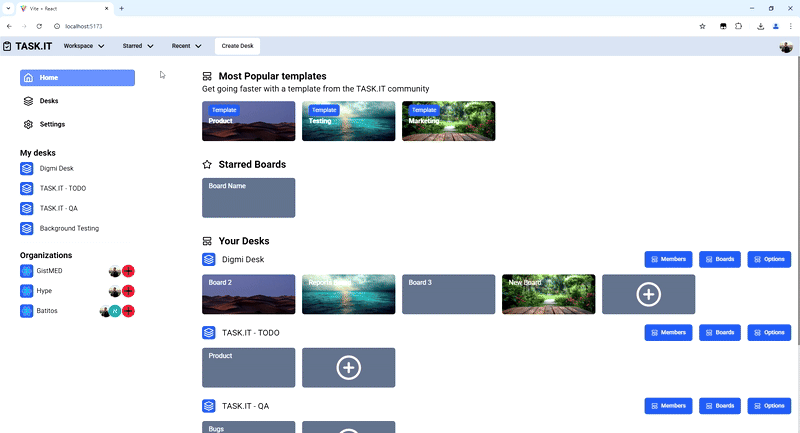 Vite + React
localhost:5173
TASK.IT
Workspace
Starred
Recent
Create Desk
Home
Desks
Settings
My desks
Digmi Desk
TASK.IT - TODO
TASK.IT - QA
Background Testing
Organizations
GistMED
Hype
Batitos
Most Popular templates
Get going faster with a template from the TASK.IT community
Template
Product
Template
Testing
Template
Marketing
Starred Boards
Board Name
Your Desks
Digmi Desk
Members
Boards
Options
Board 2
Reports
Board 3
New Board
TASK.IT - TODO
Members
Boards
Options
Product
TASK.IT - QA
Members
Boards
Options
Bugs